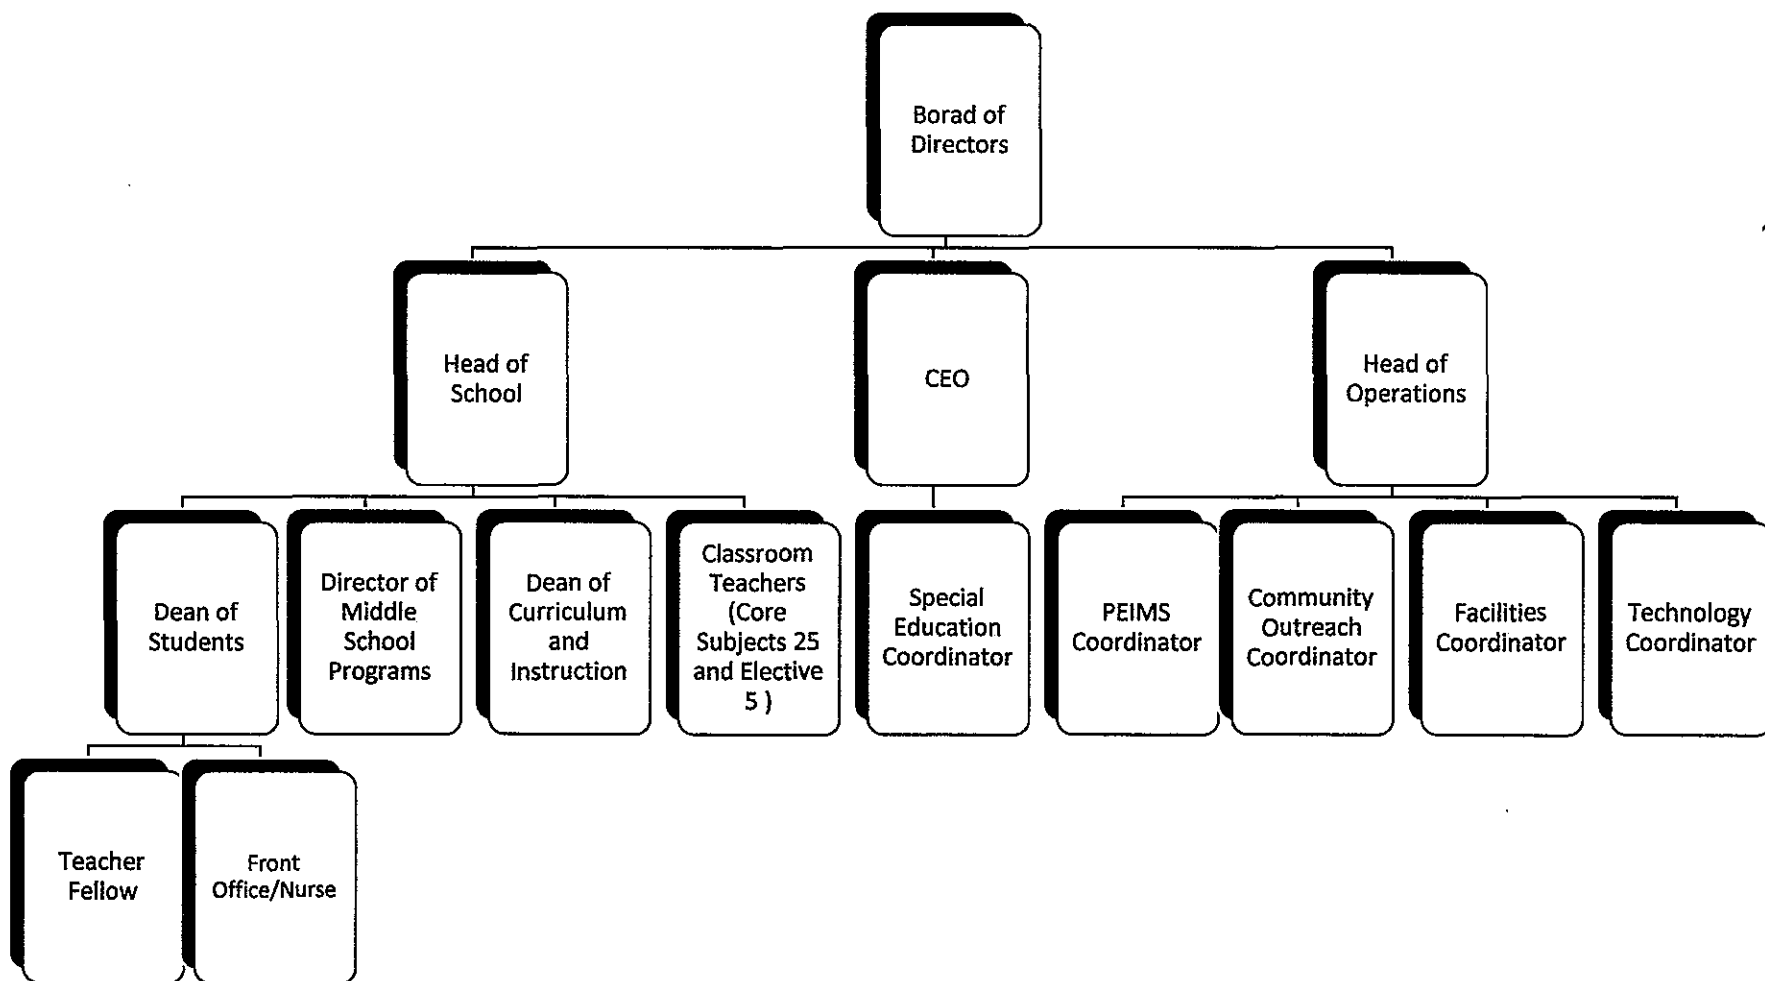 Borad of
Directors
Head of
School
CEO
Head of
Operations
Dean of
Students
Director of
Middle
School
Programs
Dean of
Curriculum
and
Instruction
Classroom
Teachers
(Core
Subjects 25
and Elective
5 )
Special
Education
Coordinator
PEIMS
Coordinator
Community
Outreach
Coordinator
Facilities
Coordinator
Technology
Coordinator
Teacher
Fellow
Front
Office/Nurse